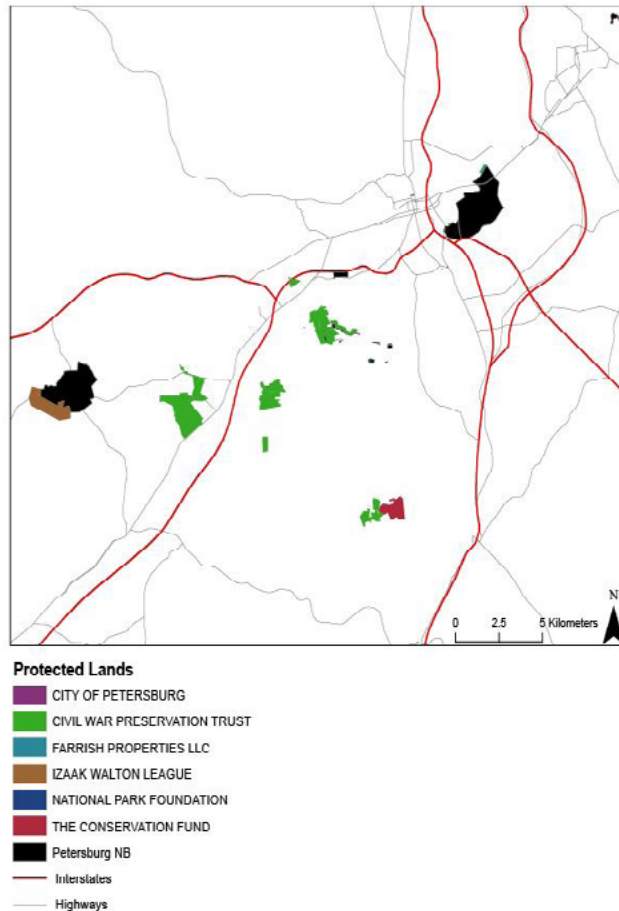 N
0 2.5 5 Kilometers
Protected Lands
CITY OF PETERSBURG
CIVIL WAR PRESERVATION TRUST
FARRISH PROPERTIES LLC
IZAAK WALTON LEAGUE
NATIONAL PARK FOUNDATION
THE CONSERVATION FUND
Petersburg NB
Interstates
Highways